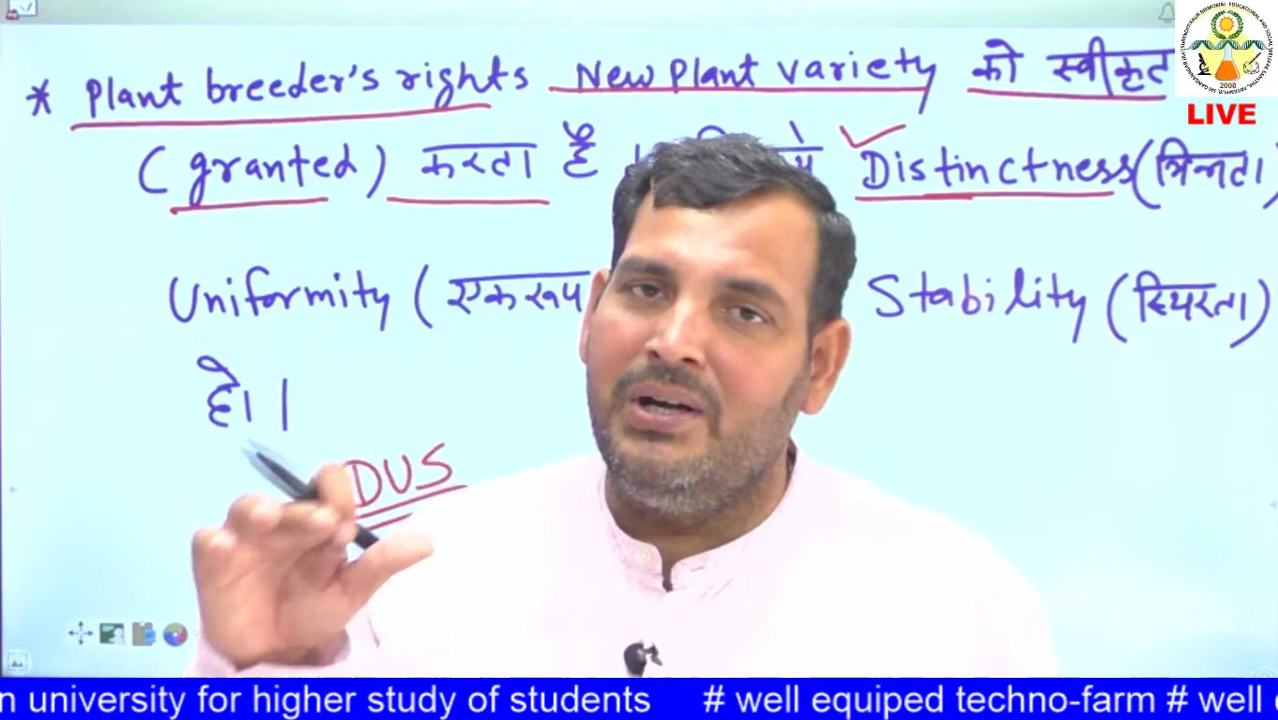 * Plant breeder's rights New Plant variety को स्वीकृत
(granted) करता है । Distinctness (भिन्नता)
Uniformity (एकरूप Stability (स्थिरता)
हो।
DUS
2008
LIVE
n university for higher study of students # well equiped techno-farm # well